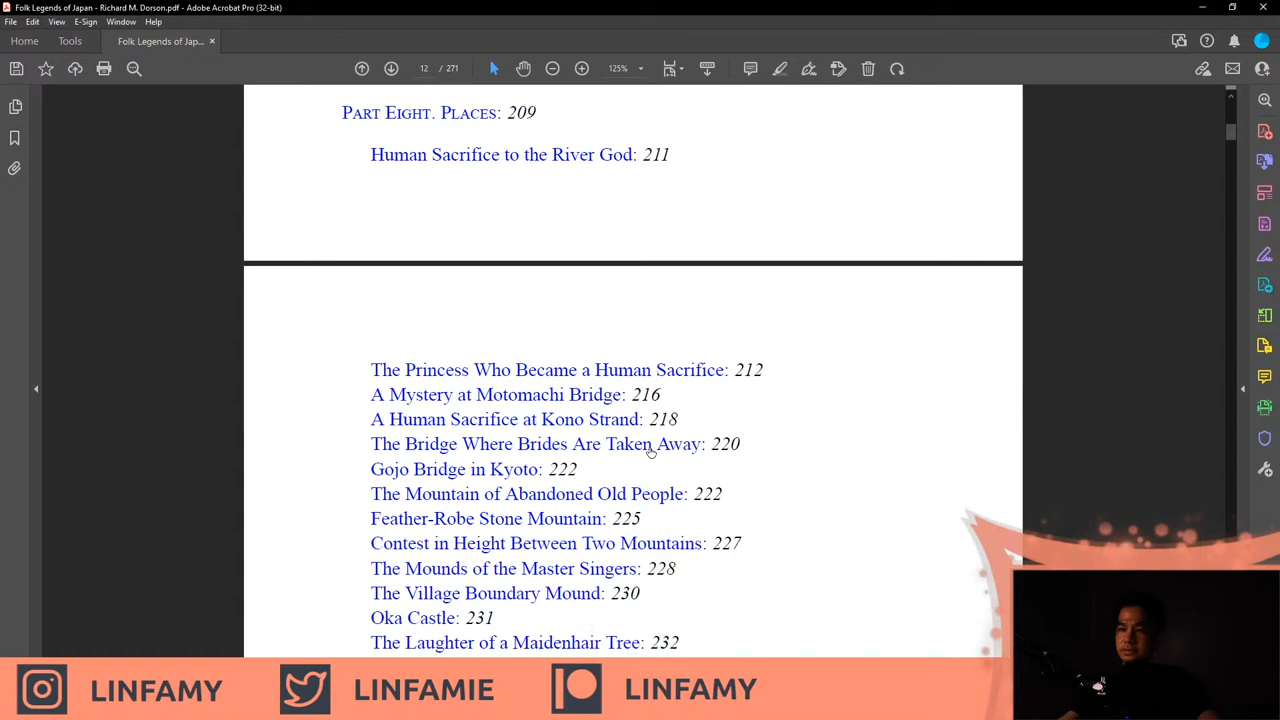 Folk Legends of Japan - Richard M. Dorson.pdf - Adobe Acrobat Pro (32-bit)
File Edit View E-Sign Window Help
Home Tools Folk Legends of Jap... ×
12 / 271 125%
PART EIGHT. PLACES: 209
Human Sacrifice to the River God: 211
The Princess Who Became a Human Sacrifice: 212
A Mystery at Motomachi Bridge: 216
A Human Sacrifice at Kono Strand: 218
The Bridge Where Brides Are Taken Away: 220
Gojo Bridge in Kyoto: 222
The Mountain of Abandoned Old People: 222
Feather-Robe Stone Mountain: 225
Contest in Height Between Two Mountains: 227
The Mounds of the Master Singers: 228
The Village Boundary Mound: 230
Oka Castle: 231
The Laughter of a Maidenhair Tree: 232
LINFAMY LINFAMIE LINFAMY